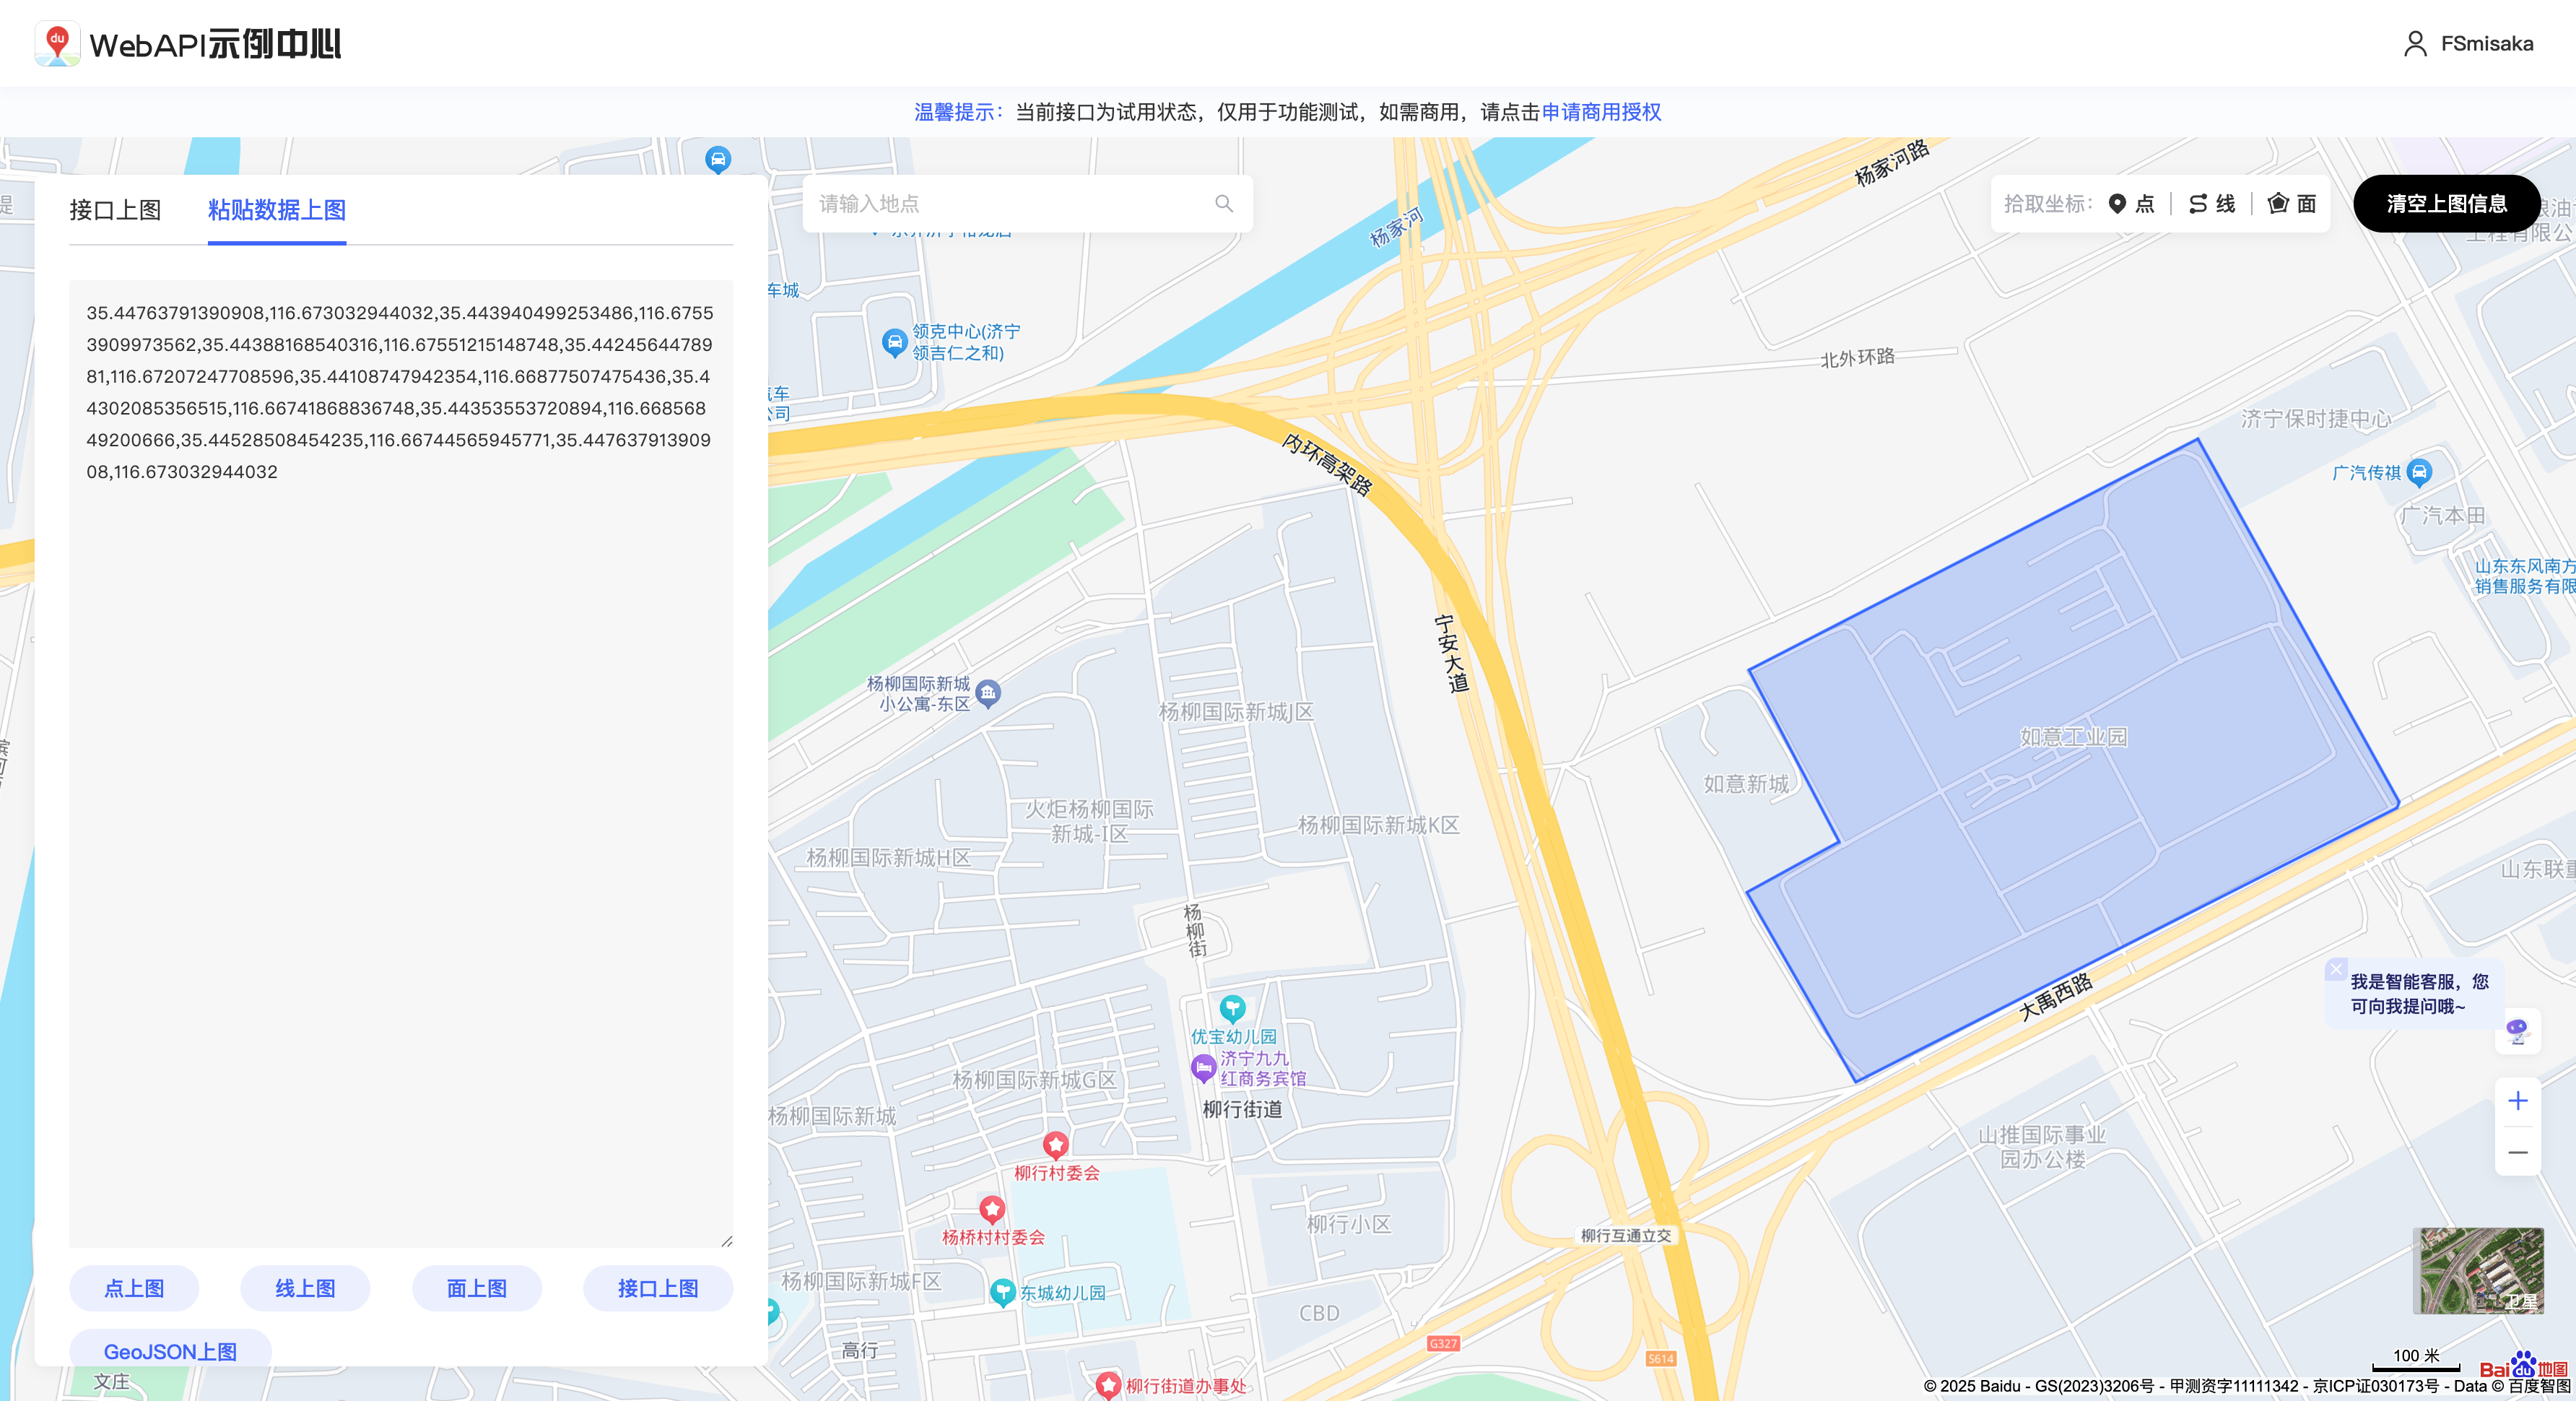 du WebAPI示例中心
FSmisaka
温馨提示：当前接口为试用状态，仅用于功能测试，如需商用，请点击申请商用授权
接口上图
粘贴数据上图
35.44763791390908,116.673032944032,35.443940499253486,116.6755
3909973562,35.44388168540316,116.67551215148748,35.44245644789
81,116.67207247708596,35.44108747942354,116.66877507475436,35.4
4302085356515,116.66741868836748,35.44353553720894,116.668568
49200666,35.44528508454235,116.66744565945771,35.447637913909
08,116.673032944032
点上图
线上图
面上图
接口上图
GeoJSON上图
请输入地点
拾取坐标：
点
线
面
清空上图信息
杨家河路
杨家河
车城
领克中心(济宁
领吉仁之和)
汽车
公司
北外环路
济宁保时捷中心
广汽传祺
广汽本田
内环高架路
山东东风南方
销售服务有限
宁安大道
杨柳国际新城
小公寓-东区
杨柳国际新城J区
如意工业园
如意新城
火炬杨柳国际
新城-I区
杨柳国际新城K区
杨柳国际新城H区
山东联重
杨柳街
大禹西路
我是智能客服，您
可向我提问哦~
优宝幼儿园
济宁九九
红商务宾馆
杨柳国际新城G区
柳行街道
杨柳国际新城
山推国际事业
园办公楼
柳行村委会
柳行小区
杨桥村村委会
柳行互通立交
杨柳国际新城F区
东城幼儿园
CBD
卫星
高行
G327
S614
100 米
Bai du 地图
文庄
柳行街道办事处
© 2025 Baidu - GS(2023)3206号 - 甲测资字11111342 - 京ICP证030173号 - Data © 百度智图